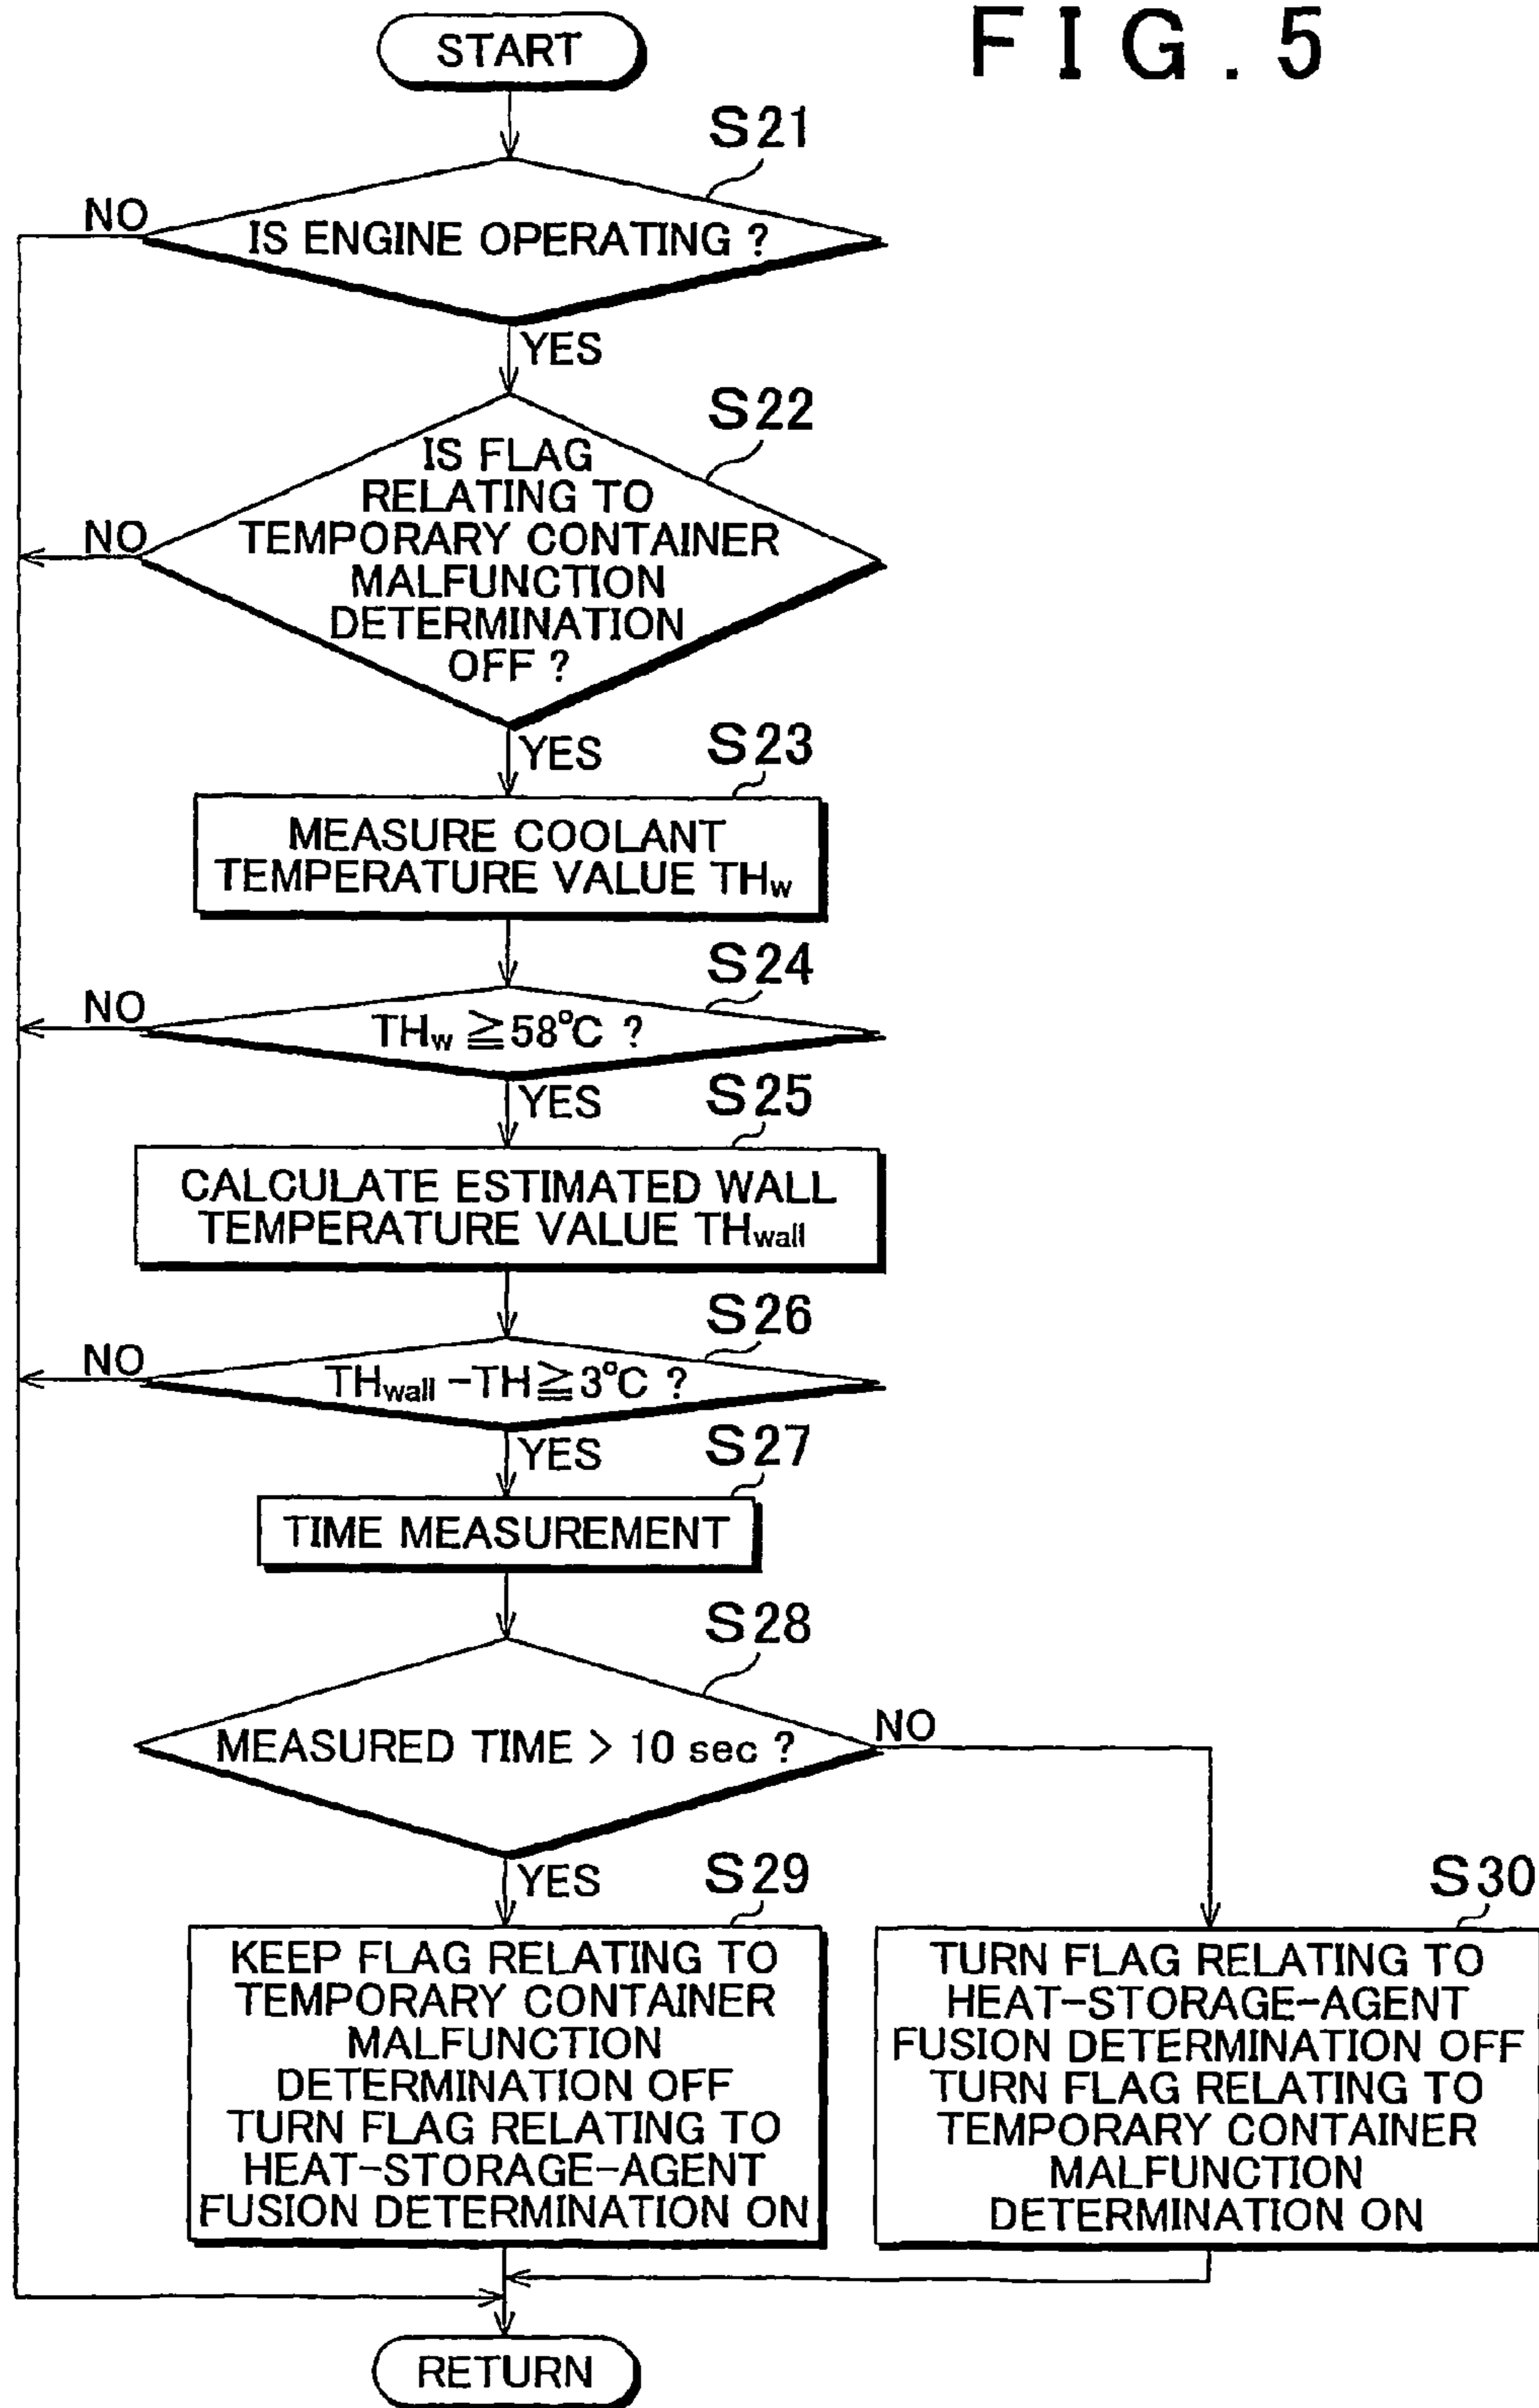 FIG. 5
START
S21
NO
IS ENGINE OPERATING ?
YES
S22
IS FLAG
RELATING TO
TEMPORARY CONTAINER
MALFUNCTION
DETERMINATION
OFF ?
NO
YES
S23
MEASURE COOLANT
TEMPERATURE VALUE THw
S24
NO
THw ≧58°C ?
YES
S25
CALCULATE ESTIMATED WALL
TEMPERATURE VALUE THwall
S26
NO
THwall −TH≧3°C ?
YES
S27
TIME MEASUREMENT
S28
MEASURED TIME > 10 sec ?
NO
YES
S29
KEEP FLAG RELATING TO
TEMPORARY CONTAINER
MALFUNCTION
DETERMINATION OFF
TURN FLAG RELATING TO
HEAT-STORAGE-AGENT
FUSION DETERMINATION ON
S30
TURN FLAG RELATING TO
HEAT-STORAGE-AGENT
FUSION DETERMINATION OFF
TURN FLAG RELATING TO
TEMPORARY CONTAINER
MALFUNCTION
DETERMINATION ON
RETURN